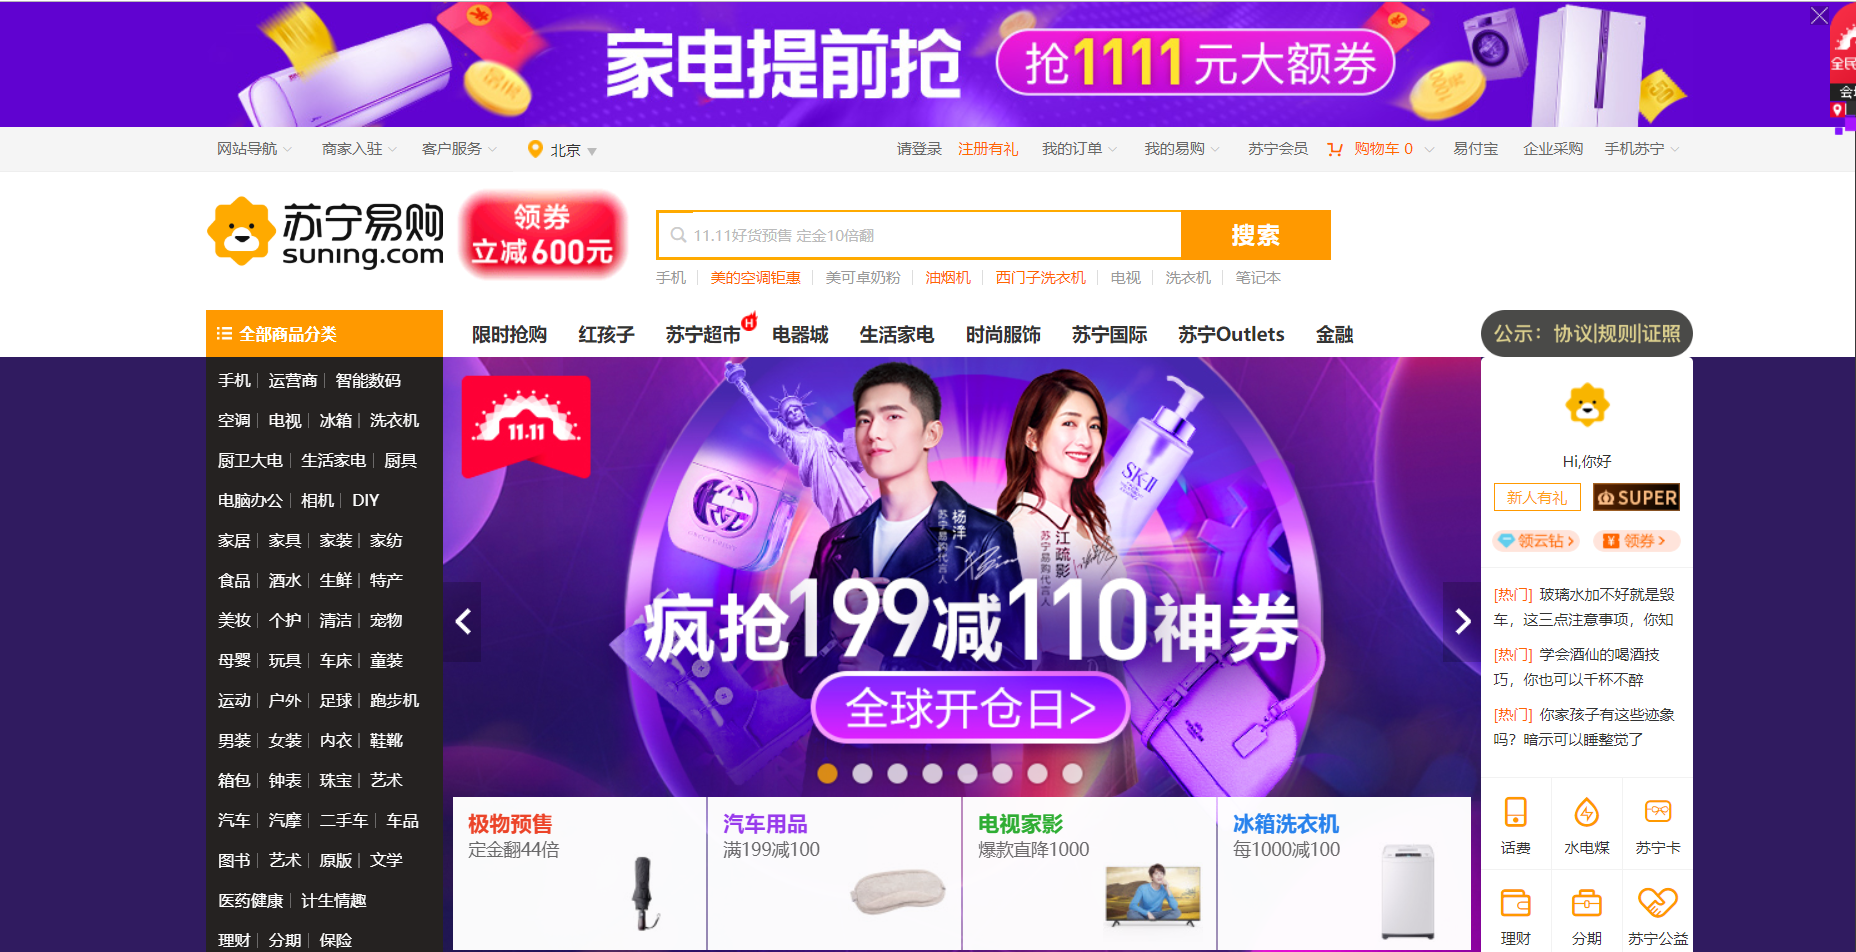 家电提前抢
抢1111元大额券
全民
会场
网站导航 商家入驻 客户服务 北京
请登录 注册有礼 我的订单 我的易购 苏宁会员 购物车 0 易付宝 企业采购 手机苏宁
苏宁易购
suning.com
领券
立减600元
11.11好货预售 定金10倍翻
搜索
手机 美的空调钜惠 美可卓奶粉 油烟机 西门子洗衣机 电视 洗衣机 笔记本
全部商品分类
限时抢购 红孩子 苏宁超市 H 电器城 生活家电 时尚服饰 苏宁国际 苏宁Outlets 金融
公示：协议|规则|证照
手机 运营商 智能数码
空调 电视 冰箱 洗衣机
厨卫大电 生活家电 厨具
电脑办公 相机 DIY
家居 家具 家装 家纺
食品 酒水 生鲜 特产
美妆 个护 清洁 宠物
母婴 玩具 车床 童装
运动 户外 足球 跑步机
男装 女装 内衣 鞋靴
箱包 钟表 珠宝 艺术
汽车 汽摩 二手车 车品
图书 艺术 原版 文学
医药健康 计生情趣
理财 分期 保险
11.11
SK-II
杨洋
苏宁易购代言人
江疏影
苏宁易购代言人
疯抢199减110神券
全球开仓日>
极物预售
定金翻44倍
汽车用品
满199减100
电视家影
爆款直降1000
冰箱洗衣机
每1000减100
Hi,你好
新人有礼 SUPER
领云钻 领券
[热门] 玻璃水加不好就是毁
车，这三点注意事项，你知
[热门] 学会酒仙的喝酒技
巧，你也可以千杯不醉
[热门] 你家孩子有这些迹象
吗？暗示可以睡整觉了
话费 水电煤 苏宁卡
理财 分期 苏宁公益